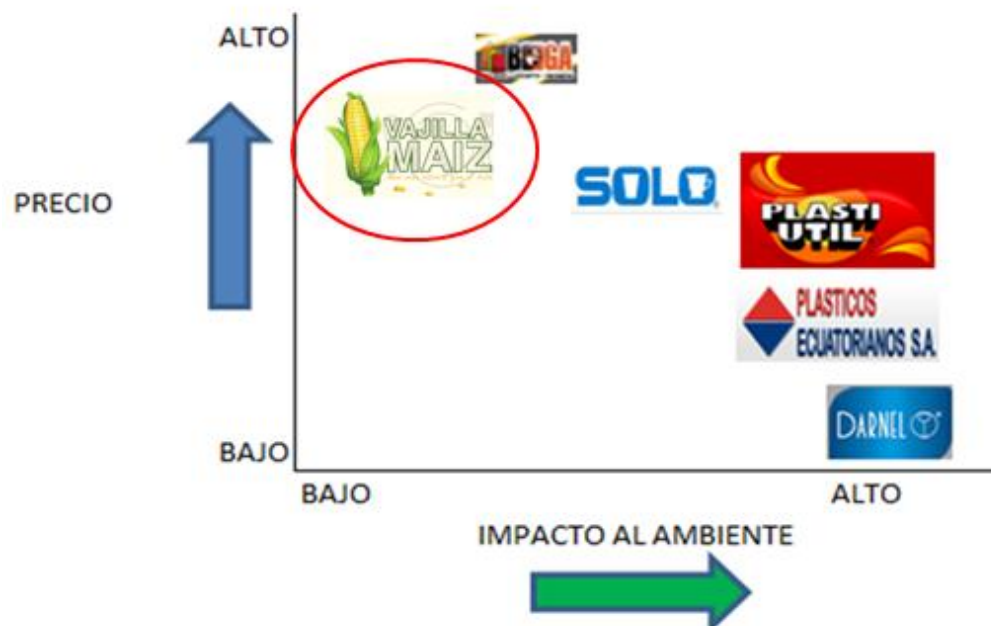 ALTO
VAJILLA
MAIZ
PRECIO
SOLO
PLASTI
UTIL
PLASTICOS
ECUATORIANOS S.A.
DARNEL
BAJO
BAJO
ALTO
IMPACTO AL AMBIENTE